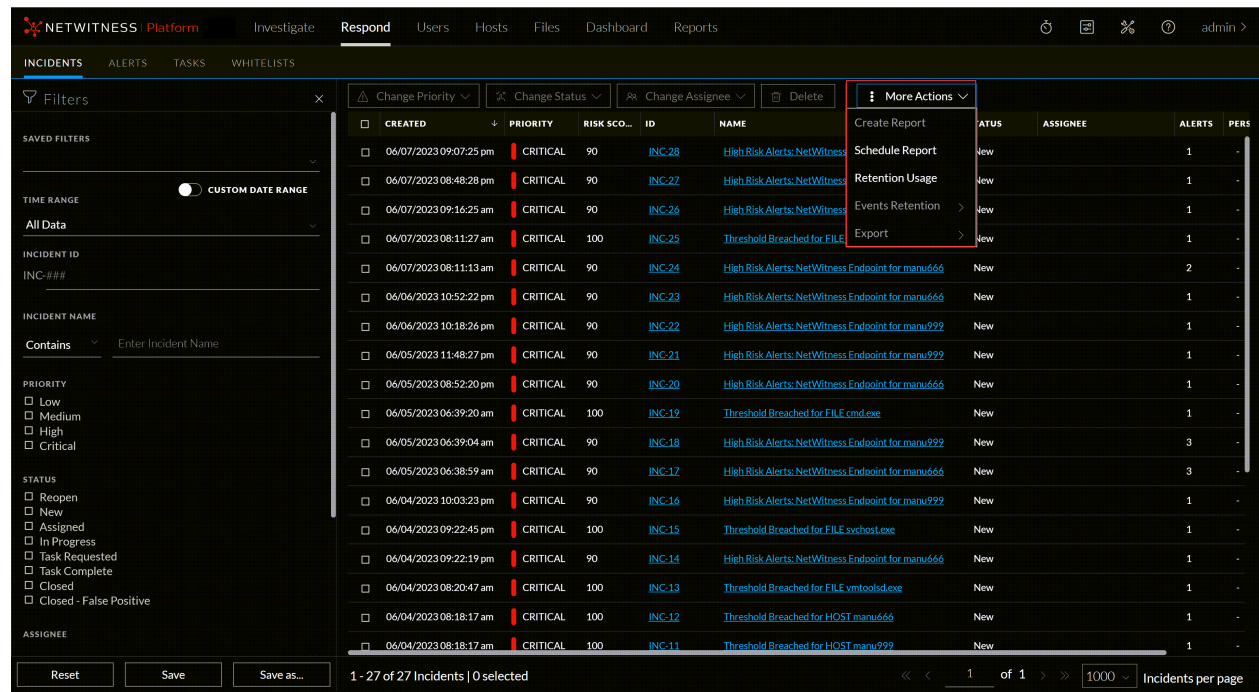 NETWITNESS Platform Investigate Respond Users Hosts Files Dashboard Reports admin
INCIDENTS ALERTS TASKS WHITELISTS
Filters
SAVED FILTERS
CUSTOM DATE RANGE
TIME RANGE
All Data
INCIDENT ID
INC-###
INCIDENT NAME
Contains Enter Incident Name
PRIORITY
Low
Medium
High
Critical
STATUS
Reopen
New
Assigned
In Progress
Task Requested
Task Complete
Closed
Closed - False Positive
ASSIGNEE
Reset Save Save as...
Change Priority Change Status Change Assignee Delete More Actions
Create Report
Schedule Report
Retention Usage
Events Retention
Export
CREATED PRIORITY RISK SCO... ID NAME TATUS ASSIGNEE ALERTS PERS
06/07/2023 09:07:25 pm CRITICAL 90 INC-28 High Risk Alerts: NetWitness New 1 -
06/07/2023 08:48:28 pm CRITICAL 90 INC-27 High Risk Alerts: NetWitness New 1 -
06/07/2023 09:16:25 am CRITICAL 90 INC-26 High Risk Alerts: NetWitness New 1 -
06/07/2023 08:11:27 am CRITICAL 100 INC-25 Threshold Breached for FILE New 1 -
06/07/2023 08:11:13 am CRITICAL 90 INC-24 High Risk Alerts: NetWitness Endpoint for manu666 New 2 -
06/06/2023 10:52:22 pm CRITICAL 90 INC-23 High Risk Alerts: NetWitness Endpoint for manu666 New 1 -
06/06/2023 10:18:26 pm CRITICAL 90 INC-22 High Risk Alerts: NetWitness Endpoint for manu999 New 1 -
06/05/2023 11:48:27 pm CRITICAL 90 INC-21 High Risk Alerts: NetWitness Endpoint for manu999 New 1 -
06/05/2023 08:52:20 pm CRITICAL 90 INC-20 High Risk Alerts: NetWitness Endpoint for manu666 New 1 -
06/05/2023 06:39:20 am CRITICAL 100 INC-19 Threshold Breached for FILE cmd.exe New 1 -
06/05/2023 06:39:04 am CRITICAL 90 INC-18 High Risk Alerts: NetWitness Endpoint for manu999 New 3 -
06/05/2023 06:38:59 am CRITICAL 90 INC-17 High Risk Alerts: NetWitness Endpoint for manu666 New 3 -
06/04/2023 10:03:23 pm CRITICAL 90 INC-16 High Risk Alerts: NetWitness Endpoint for manu999 New 1 -
06/04/2023 09:22:45 pm CRITICAL 100 INC-15 Threshold Breached for FILE svchost.exe New 1 -
06/04/2023 09:22:19 pm CRITICAL 90 INC-14 High Risk Alerts: NetWitness Endpoint for manu666 New 1 -
06/04/2023 08:20:47 am CRITICAL 100 INC-13 Threshold Breached for FILE vmtoolsd.exe New 1 -
06/04/2023 08:18:17 am CRITICAL 100 INC-12 Threshold Breached for HOST manu666 New 1 -
06/04/2023 08:18:17 am CRITICAL 100 INC-11 Threshold Breached for HOST manu999 New 1 -
1 - 27 of 27 Incidents | 0 selected 1 of 1 1000 Incidents per page